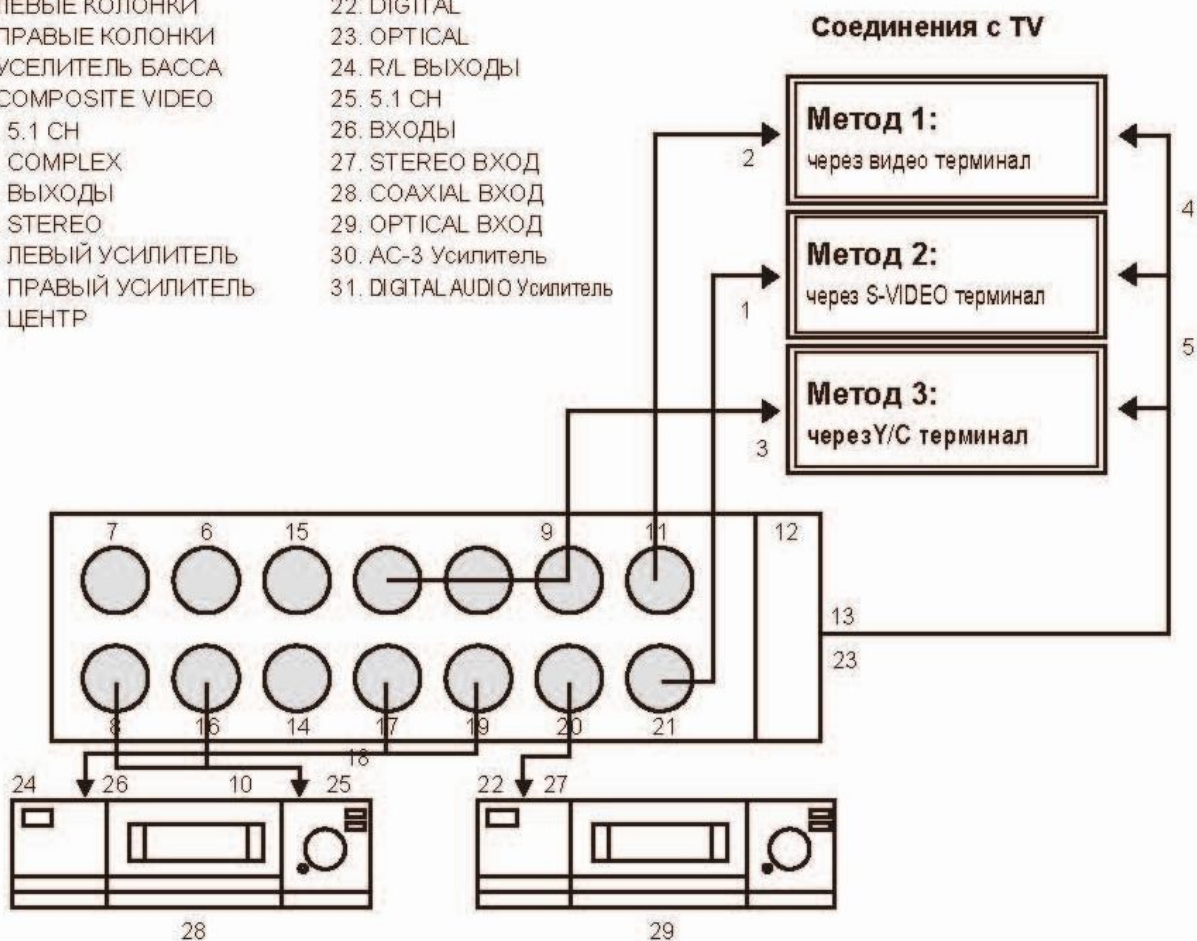 ЛЕВЫЕ КОЛОНКИ
ПРАВЫЕ КОЛОНКИ
УСЕЛИТЕЛЬ БАССА
COMPOSITE VIDEO
5.1 CH
COMPLEX
ВЫХОДЫ
STEREO
ЛЕВЫЙ УСИЛИТЕЛЬ
ПРАВЫЙ УСИЛИТЕЛЬ
ЦЕНТР
22. DIGITAL
23. OPTICAL
24. R/L ВЫХОДЫ
25. 5.1 CH
26. ВХОДЫ
27. STEREO ВХОД
28. COAXIAL ВХОД
29. OPTICAL ВХОД
30. AC-3 Усилитель
31. DIGITAL AUDIO Усилитель
Соединения с TV
Метод 1:
через видео терминал
2
4
Метод 2:
через S-VIDEO терминал
1
5
Метод 3:
черезY/C терминал
3
7 6 15 9 11 12
13
23
8 16 14 17 19 20 21
18
24 26 10 25 22 27
28 29